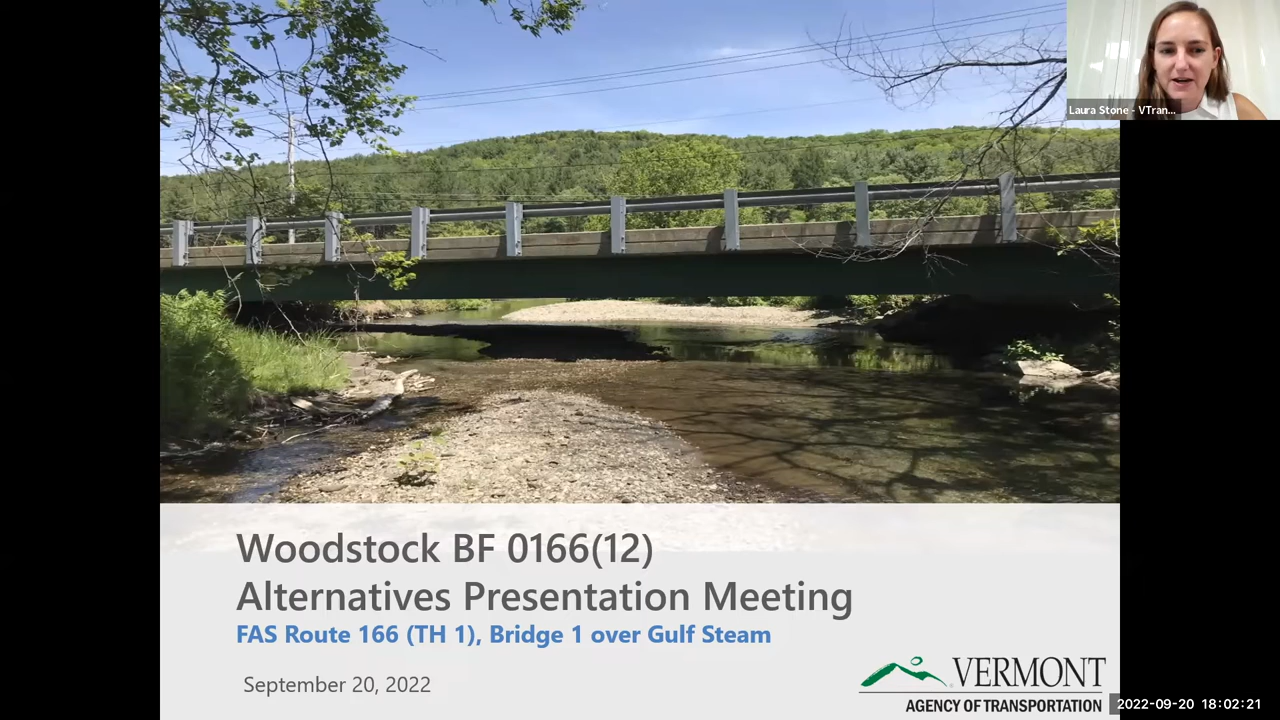 Laura Stone - VTran...
Woodstock BF 0166(12)
Alternatives Presentation Meeting
FAS Route 166 (TH 1), Bridge 1 over Gulf Steam
September 20, 2022
VERMONT
AGENCY OF TRANSPORTATION
2022-09-20 18:02:21